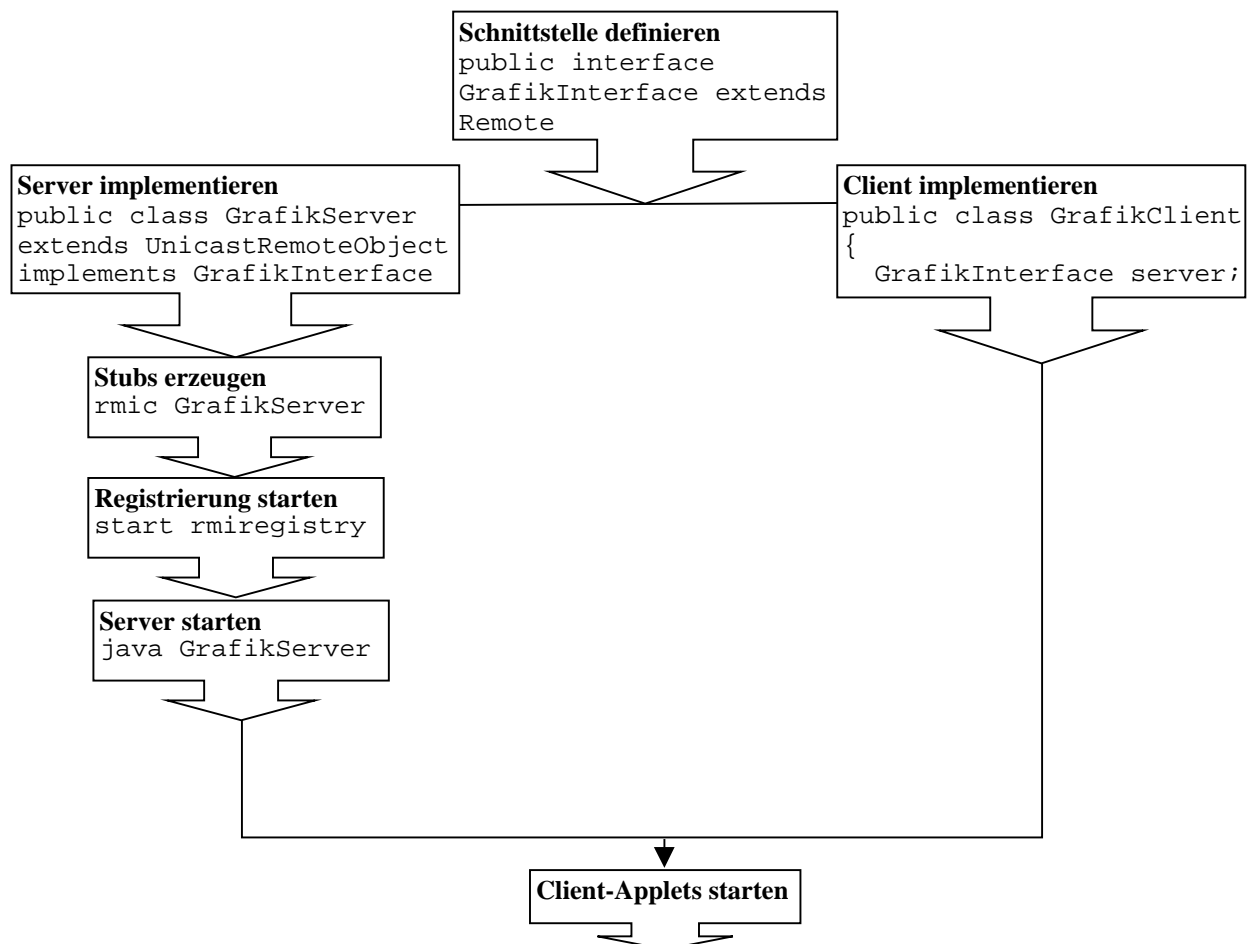 Schnittstelle definieren
public interface
GrafikInterface extends
Remote
Server implementieren
public class GrafikServer
extends UnicastRemoteObject
implements GrafikInterface
Client implementieren
public class GrafikClient
{
GrafikInterface server;
Stubs erzeugen
rmic GrafikServer
Registrierung starten
start rmiregistry
Server starten
java GrafikServer
Client-Applets starten